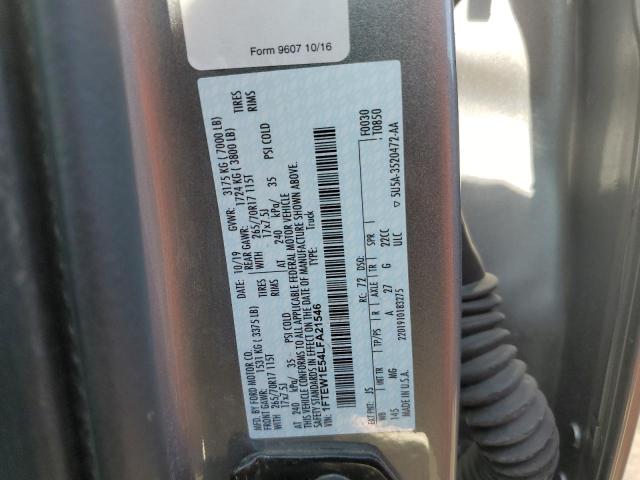 Form 9607 10/16
MFD. BY FORD MOTOR CO.
DATE: 10/19 GVWR: 3175 KG ( 7000 LB)
FRONT GAWR: 1531 KG ( 3375 LB) REAR GAWR: 1724 KG ( 3800 LB)
WITH 265/70R17 115T TIRES WITH 265/70R17 115T TIRES
17x7.5J RIMS 17x7.5J RIMS
AT 240 kPa/ 35 PSI COLD AT 240 kPa/ 35 PSI COLD
THIS VEHICLE CONFORMS TO ALL APPLICABLE FEDERAL MOTOR VEHICLE
SAFETY STANDARDS IN EFFECT ON THE DATE OF MANUFACTURE SHOWN ABOVE.
VIN: 1FTEW1E54LFA21546 Truck
F0030
T0850
EXT PNT: J5 RC: 72 DSO:
WB INT TR TP/PS R AXLE TR SPR
145 A 27 G 22CC
MADE IN U.S.A. ULC
220191018 3275 ▽ 5U5A-3520472-AA